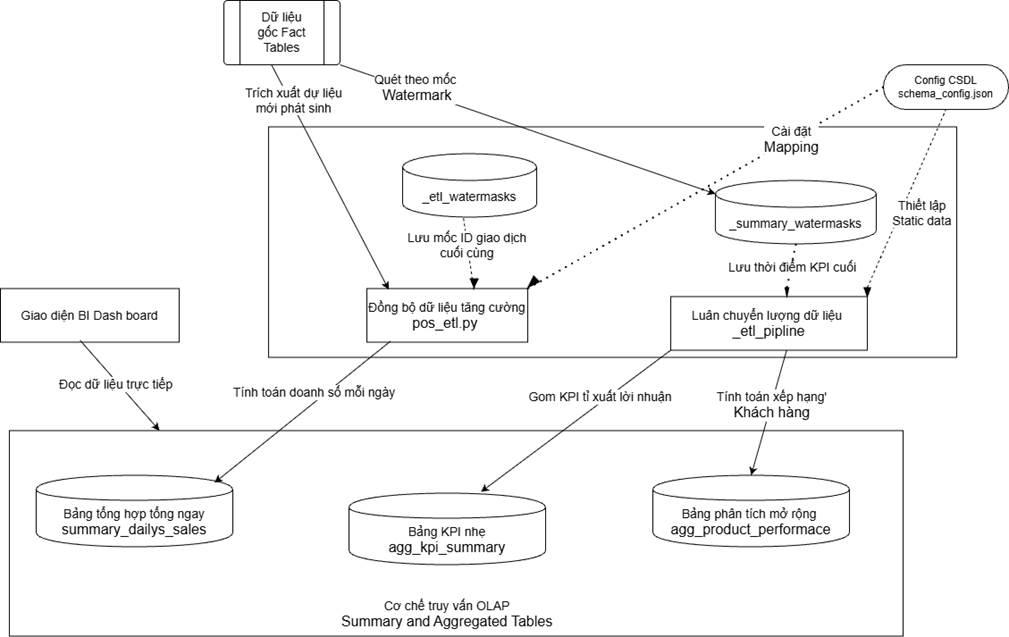 Dữ liệu
gốc Fact
Tables
Trích xuất dự liệu
mới phát sinh
Quét theo mốc
Watermark
Config CSDL
schema_config.json
Cài đặt
Mapping
_etl_watermasks
_summary_watermasks
Thiết lập
Static data
Lưu mốc ID giao dịch
cuối cùng
Lưu thời điểm KPI cuối
Giao diện BI Dash board
Đồng bộ dữ liệu tăng cường
pos_etl.py
Luân chuyển lượng dữ liệu
_etl_pipline
Đọc dữ liệu trực tiếp
Tính toán doanh số mỗi ngày
Gom KPI tỉ xuất lời nhuận
Tính toán xếp hạng'
Khách hàng
Bảng tổng hợp tổng ngay
summary_dailys_sales
Bảng KPI nhẹ
agg_kpi_summary
Bảng phân tích mở rộng
agg_product_performace
Cơ chế truy vấn OLAP
Summary and Aggregated Tables